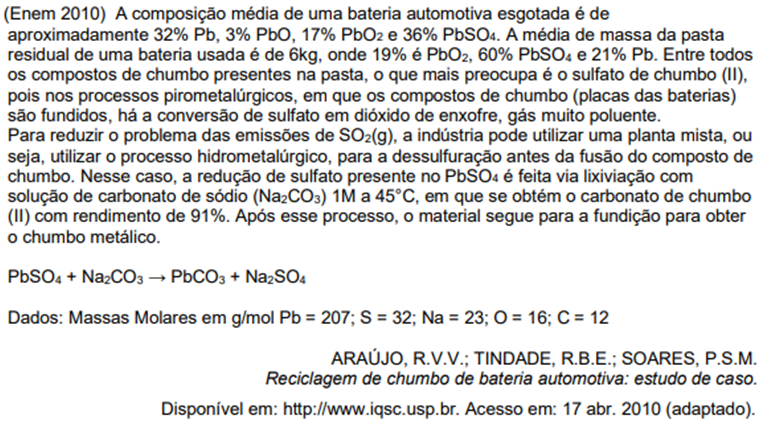 (Enem 2010)  A composição média de uma bateria automotiva esgotada é de
aproximadamente 32% Pb, 3% PbO, 17% PbO₂ e 36% PbSO₄. A média de massa da pasta
residual de uma bateria usada é de 6kg, onde 19% é PbO₂, 60% PbSO₄ e 21% Pb. Entre todos
os compostos de chumbo presentes na pasta, o que mais preocupa é o sulfato de chumbo (II),
pois nos processos pirometalúrgicos, em que os compostos de chumbo (placas das baterias)
são fundidos, há a conversão de sulfato em dióxido de enxofre, gás muito poluente.
Para reduzir o problema das emissões de SO₂(g), a indústria pode utilizar uma planta mista, ou
seja, utilizar o processo hidrometalúrgico, para a dessulfuração antes da fusão do composto de
chumbo. Nesse caso, a redução de sulfato presente no PbSO₄ é feita via lixiviação com
solução de carbonato de sódio (Na₂CO₃) 1M a 45°C, em que se obtém o carbonato de chumbo
(II) com rendimento de 91%. Após esse processo, o material segue para a fundição para obter
o chumbo metálico.
PbSO₄ + Na₂CO₃ → PbCO₃ + Na₂SO₄
Dados: Massas Molares em g/mol Pb = 207; S = 32; Na = 23; O = 16; C = 12
ARAÚJO, R.V.V.; TINDADE, R.B.E.; SOARES, P.S.M.
Reciclagem de chumbo de bateria automotiva: estudo de caso.
Disponível em: http://www.iqsc.usp.br. Acesso em: 17 abr. 2010 (adaptado).